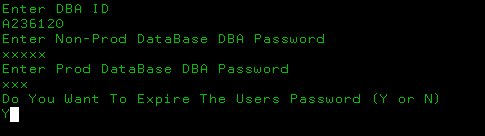 Enter DBA ID
A236120
Enter Non-Prod DataBase DBA Password
xxxxx
Enter Prod DataBase DBA Password
xxx
Do You Want To Expire The Users Password (Y or N)
Y